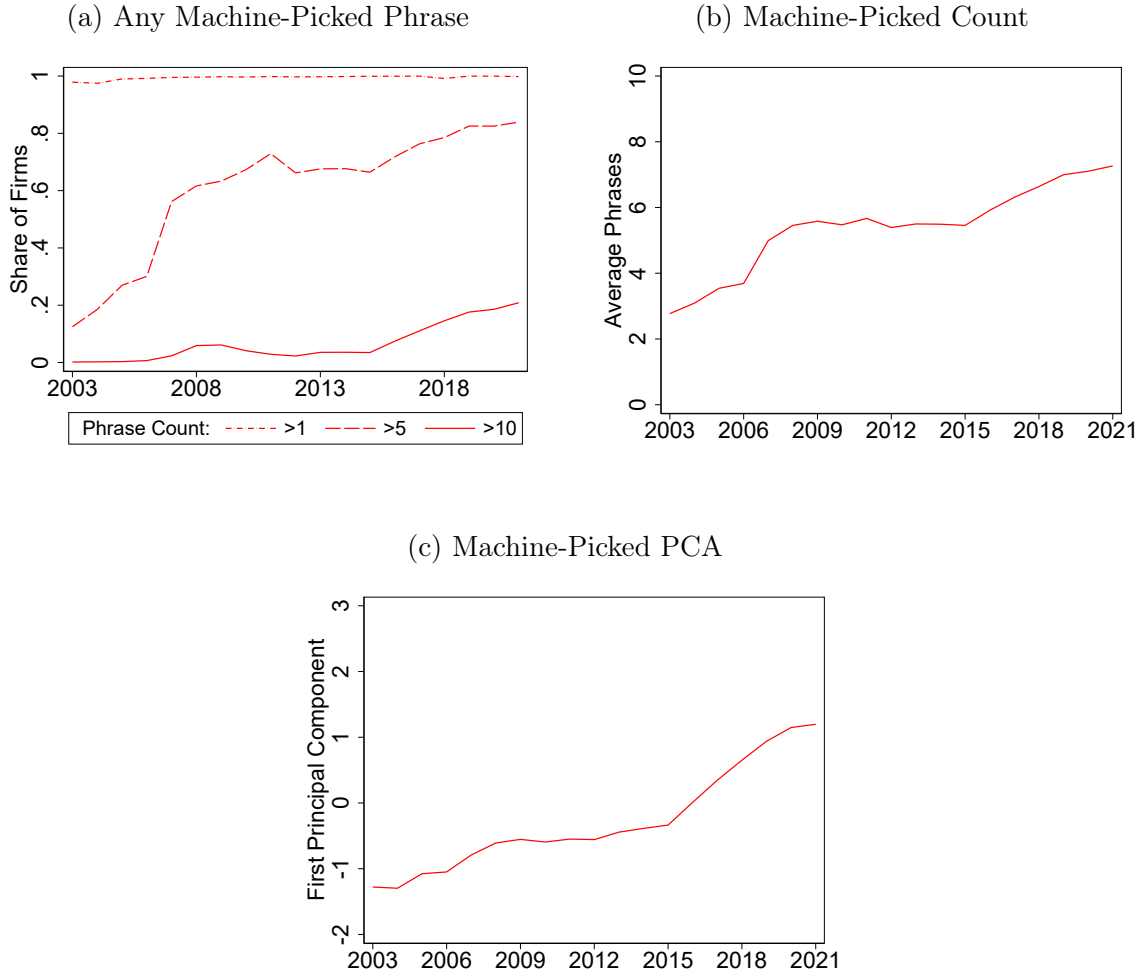 (a) Any Machine-Picked Phrase
Share of Firms
1
.8
.6
.4
.2
0
2003 2008 2013 2018
Phrase Count: >1 >5 >10
(b) Machine-Picked Count
Average Phrases
10
8
6
4
2
0
2003 2006 2009 2012 2015 2018 2021
(c) Machine-Picked PCA
First Principal Component
3
2
1
0
-1
-2
2003 2006 2009 2012 2015 2018 2021